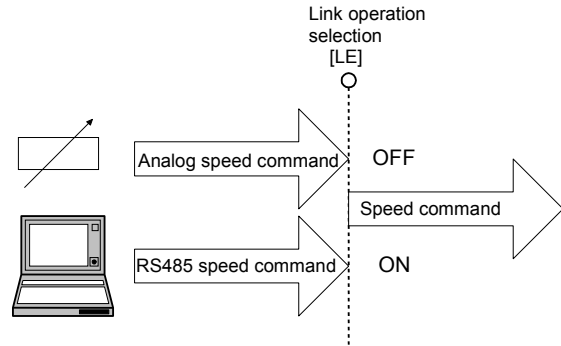 Link operation
selection
[LE]
Analog speed command
OFF
Speed command
RS485 speed command
ON